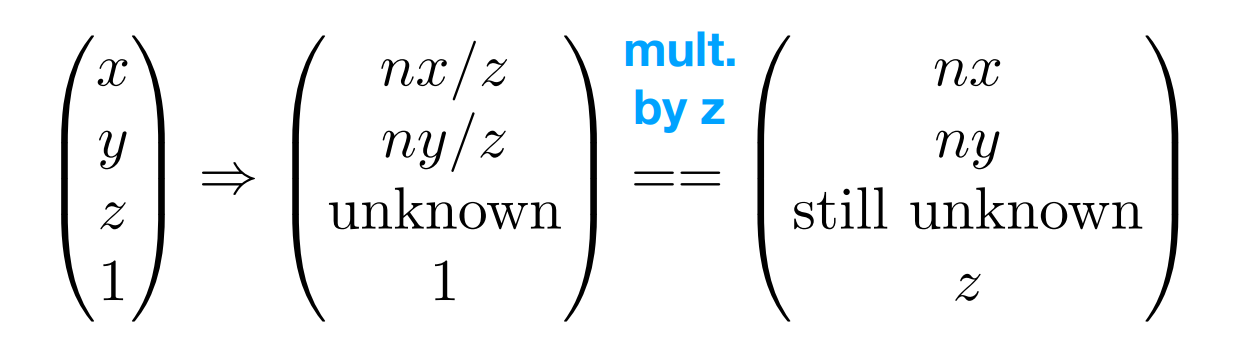 mult.
by z
x nx/z nx
y ny/z ny
⇒ ==
z unknown still unknown
1 1 z